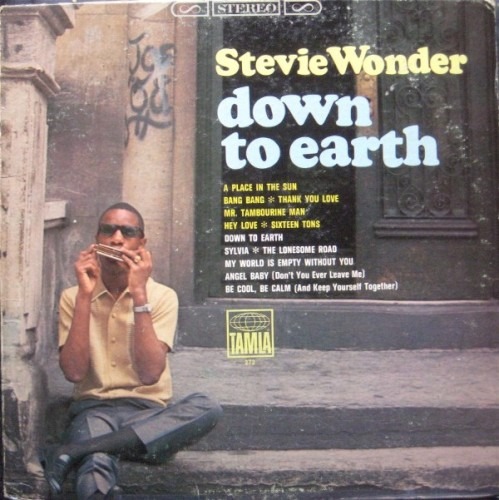 STEREO
Stevie Wonder
down
to earth
A PLACE IN THE SUN
BANG BANG * THANK YOU LOVE
MR. TAMBOURINE MAN
HEY LOVE * SIXTEEN TONS
DOWN TO EARTH
SYLVIA * THE LONESOME ROAD
MY WORLD IS EMPTY WITHOUT YOU
ANGEL BABY (Don't You Ever Leave Me)
BE COOL, BE CALM (And Keep Yourself Together)
TAMLA
272